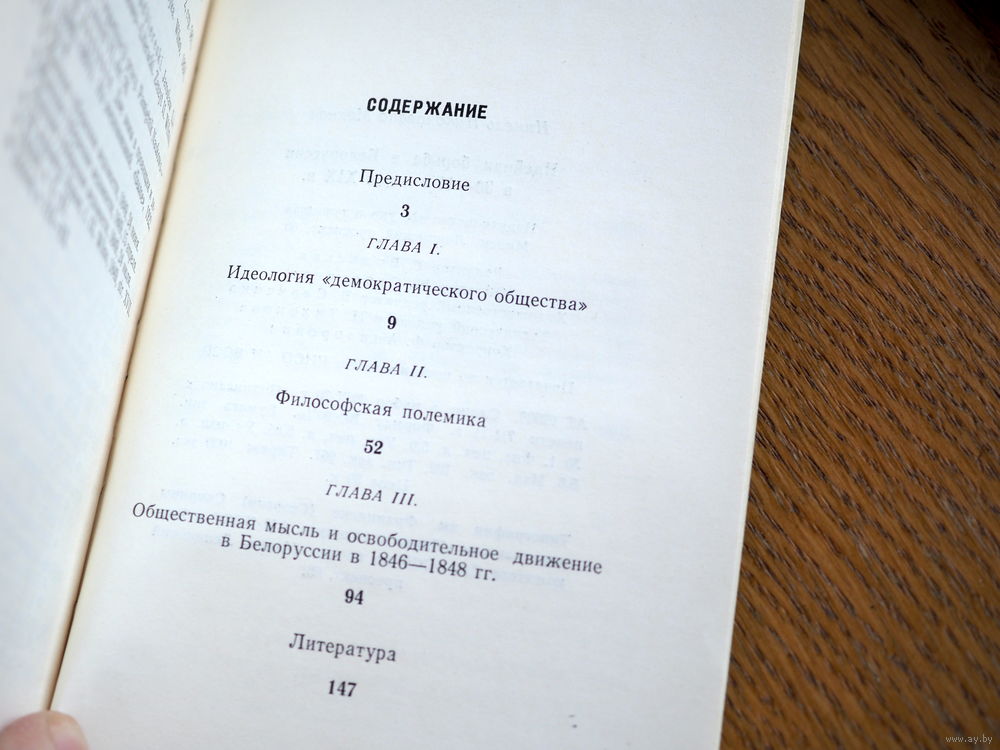 СОДЕРЖАНИЕ
Предисловие
3
ГЛАВА I.
Идеология «демократического общества»
9
ГЛАВА II.
Философская полемика
52
ГЛАВА III.
Общественная мысль и освободительное движение
в Белоруссии в 1846—1848 гг.
94
Литература
147
www.ay.by